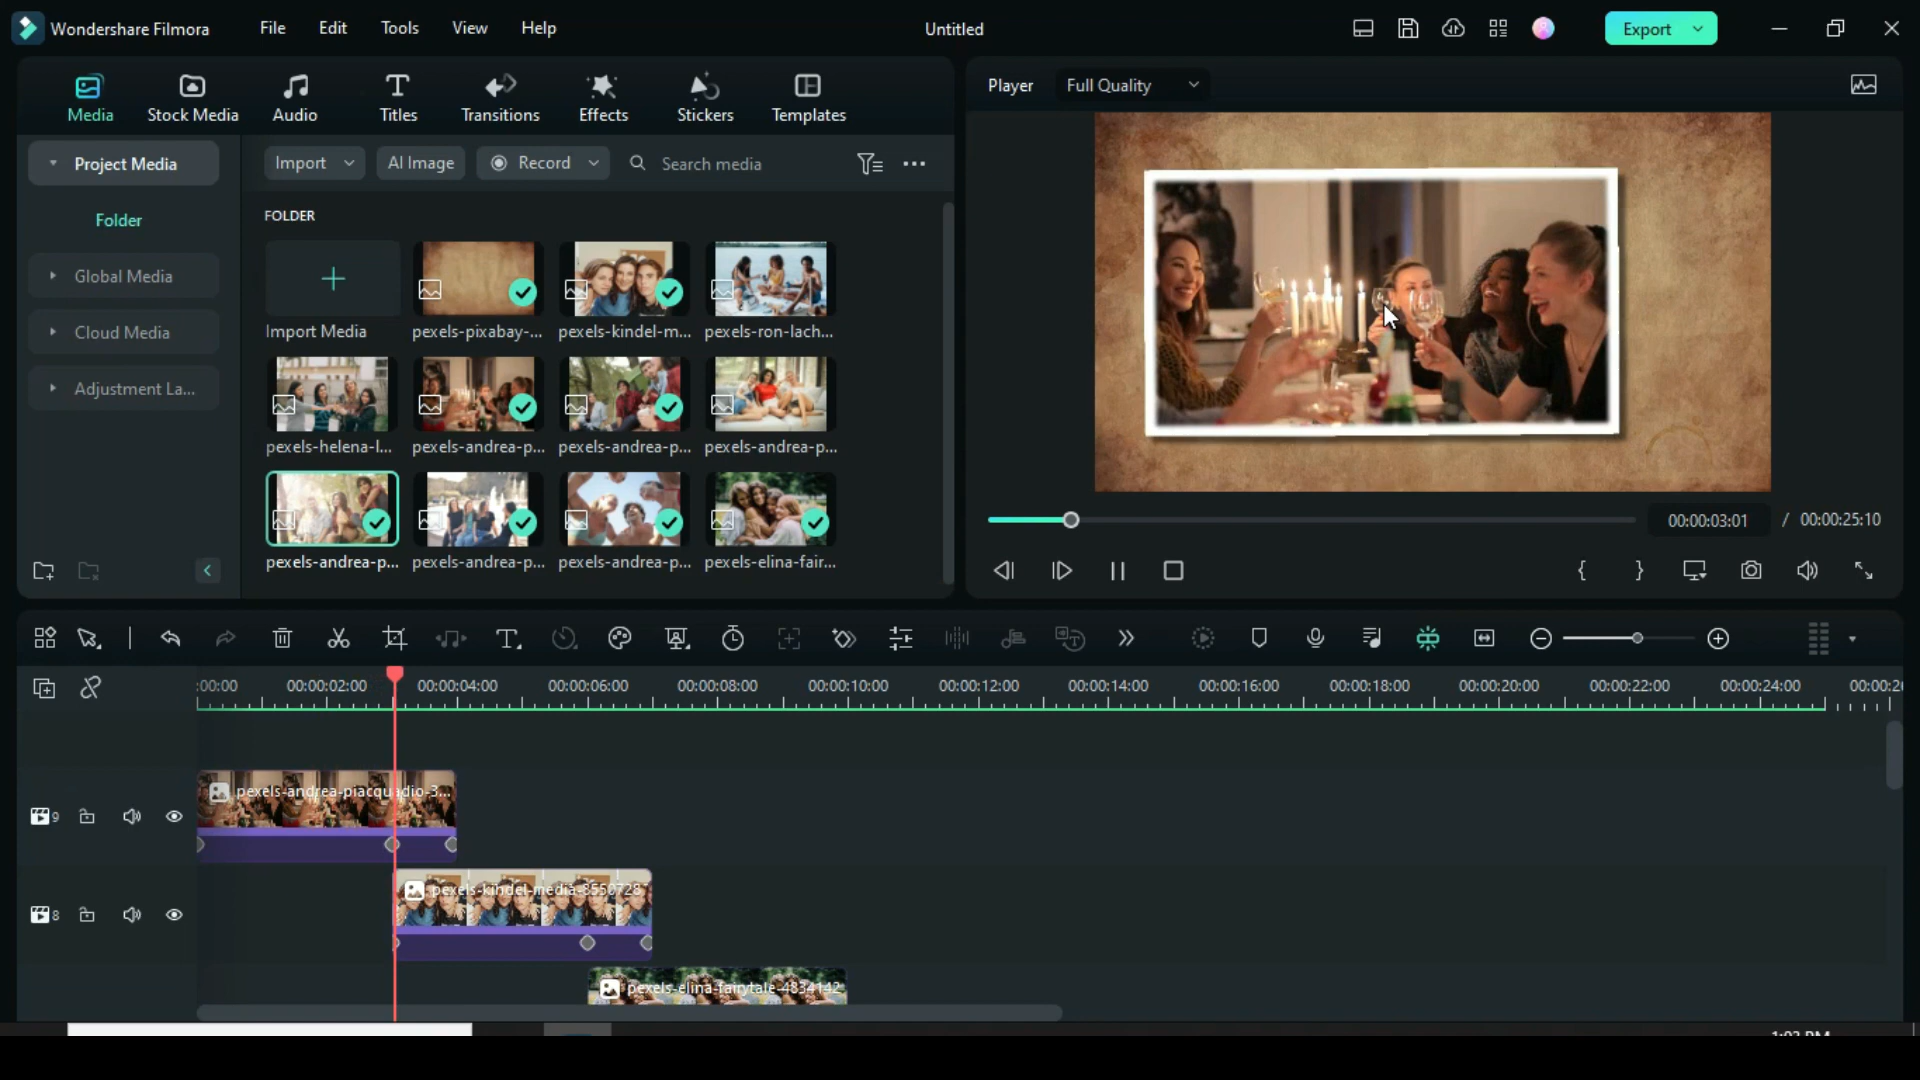 Wondershare Filmora File Edit Tools View Help Untitled Export
Media Stock Media Audio Titles Transitions Effects Stickers Templates
Player Full Quality
Project Media
Import AI Image Record Search media
Folder
Global Media
Cloud Media
Adjustment La...
FOLDER
Import Media pexels-pixabay-... pexels-kindel-m... pexels-ron-lach...
pexels-helena-l... pexels-andrea-p... pexels-andrea-p... pexels-andrea-p...
pexels-andrea-p... pexels-andrea-p... pexels-andrea-p... pexels-elina-fair...
00:00:03:01 / 00:00:25:10
:00:00 00:00:02:00 00:00:04:00 00:00:06:00 00:00:08:00 00:00:10:00 00:00:12:00 00:00:14:00 00:00:16:00 00:00:18:00 00:00:20:00 00:00:22:00 00:00:24:00
pexels-andrea-piacquadio-3...
9
pexels-kindel-media-8550728
8
pexels-elina-fairytale-4834142